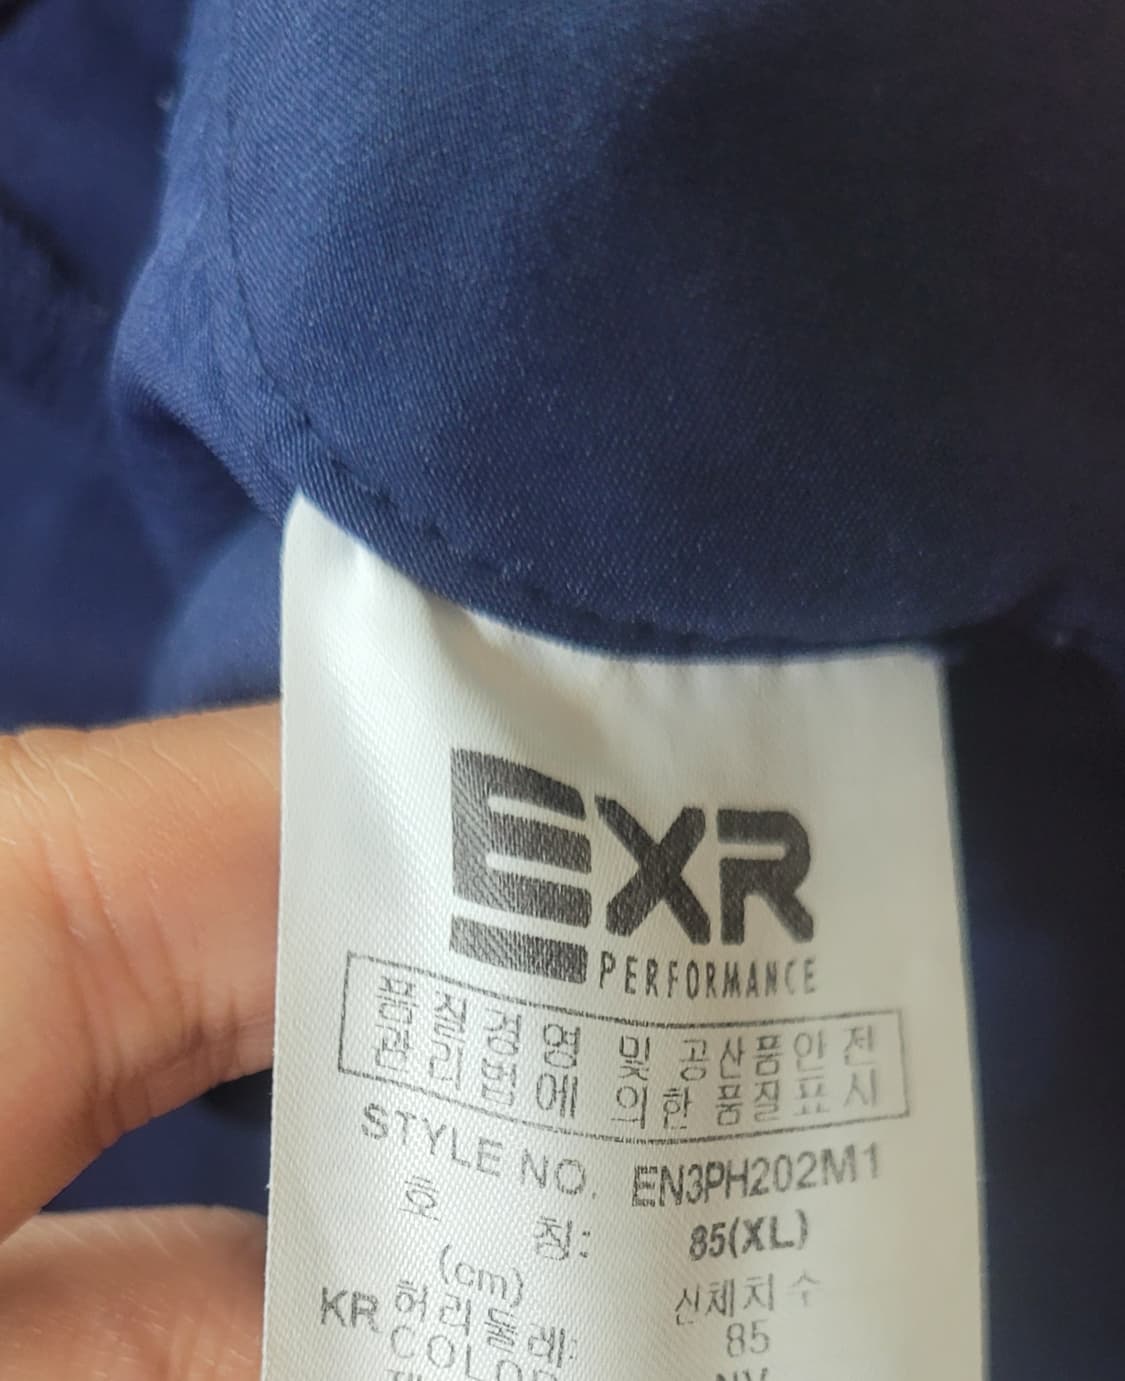 EXR
PERFORMANCE
품질경영 및 공산품안전
관리법에 의한 품질표시
STYLE NO. EN3PH202M1
호 칭: 85(XL)
(cm) 신체치수
KR 허리둘레: 85
COLOR NV